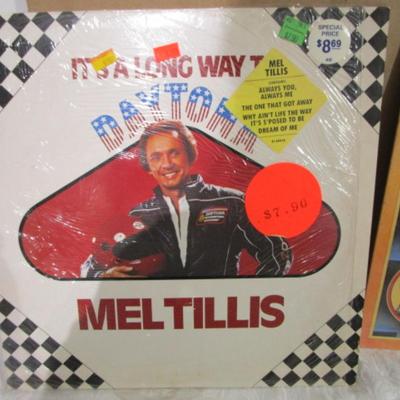 IT'S A LONG WAY T
DAYTONA
SPECIAL
PRICE
$8.69
MEL
TILLIS
ALWAYS YOU,
ALWAYS ME
THE ONE THAT GOT AWAY
WHY AIN'T LIFE THE WAY
IT'S S'POSED TO BE
DREAM OF ME
$7.90
MEL TILLIS